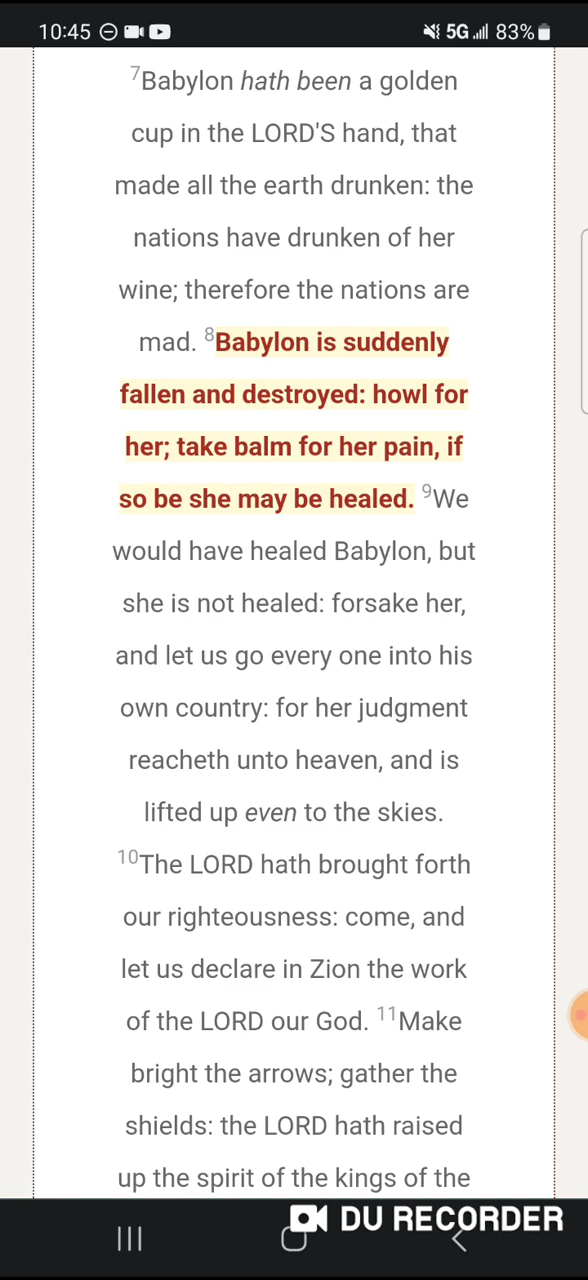 10:45 5G 83%
7Babylon hath been a golden
cup in the LORD'S hand, that
made all the earth drunken: the
nations have drunken of her
wine; therefore the nations are
mad. 8Babylon is suddenly
fallen and destroyed: howl for
her; take balm for her pain, if
so be she may be healed. 9We
would have healed Babylon, but
she is not healed: forsake her,
and let us go every one into his
own country: for her judgment
reacheth unto heaven, and is
lifted up even to the skies.
10The LORD hath brought forth
our righteousness: come, and
let us declare in Zion the work
of the LORD our God. 11Make
bright the arrows; gather the
shields: the LORD hath raised
up the spirit of the kings of the
DU RECORDER